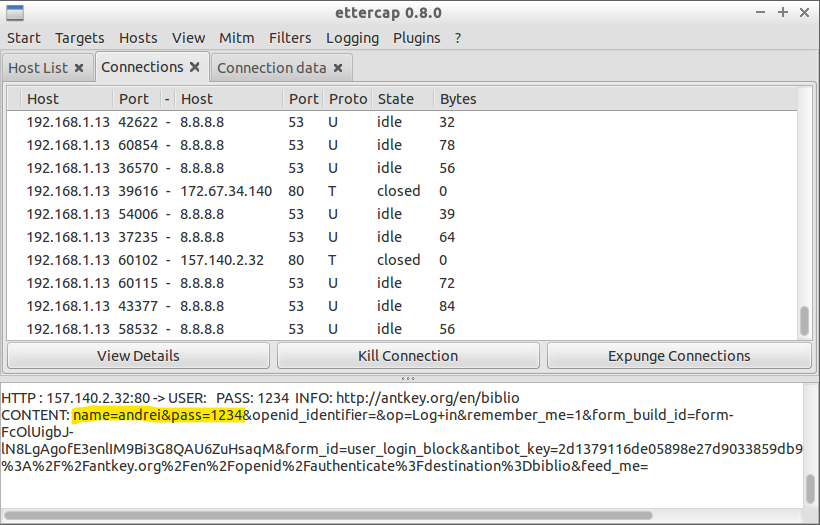 ettercap 0.8.0
Start Targets Hosts View Mitm Filters Logging Plugins ?
Host List Connections Connection data
Host Port - Host Port Proto State Bytes
192.168.1.13 42622 - 8.8.8.8 53 U idle 32
192.168.1.13 60854 - 8.8.8.8 53 U idle 78
192.168.1.13 36570 - 8.8.8.8 53 U idle 56
192.168.1.13 39616 - 172.67.34.140 80 T closed 0
192.168.1.13 54006 - 8.8.8.8 53 U idle 39
192.168.1.13 37235 - 8.8.8.8 53 U idle 64
192.168.1.13 60102 - 157.140.2.32 80 T closed 0
192.168.1.13 60115 - 8.8.8.8 53 U idle 72
192.168.1.13 43377 - 8.8.8.8 53 U idle 84
192.168.1.13 58532 - 8.8.8.8 53 U idle 56
View Details Kill Connection Expunge Connections
HTTP : 157.140.2.32:80 -> USER: PASS: 1234 INFO: http://antkey.org/en/biblio
CONTENT: name=andrei&pass=1234&openid_identifier=&op=Log+in&remember_me=1&form_build_id=form-
FcOlUigbJ-
lN8LgAgofE3enlIM9Bi3G8QAU6ZuHsaqM&form_id=user_login_block&antibot_key=2d1379116de05898e27d9033859db9
%3A%2F%2Fantkey.org%2Fen%2Fopenid%2Fauthenticate%3Fdestination%3Dbiblio&feed_me=